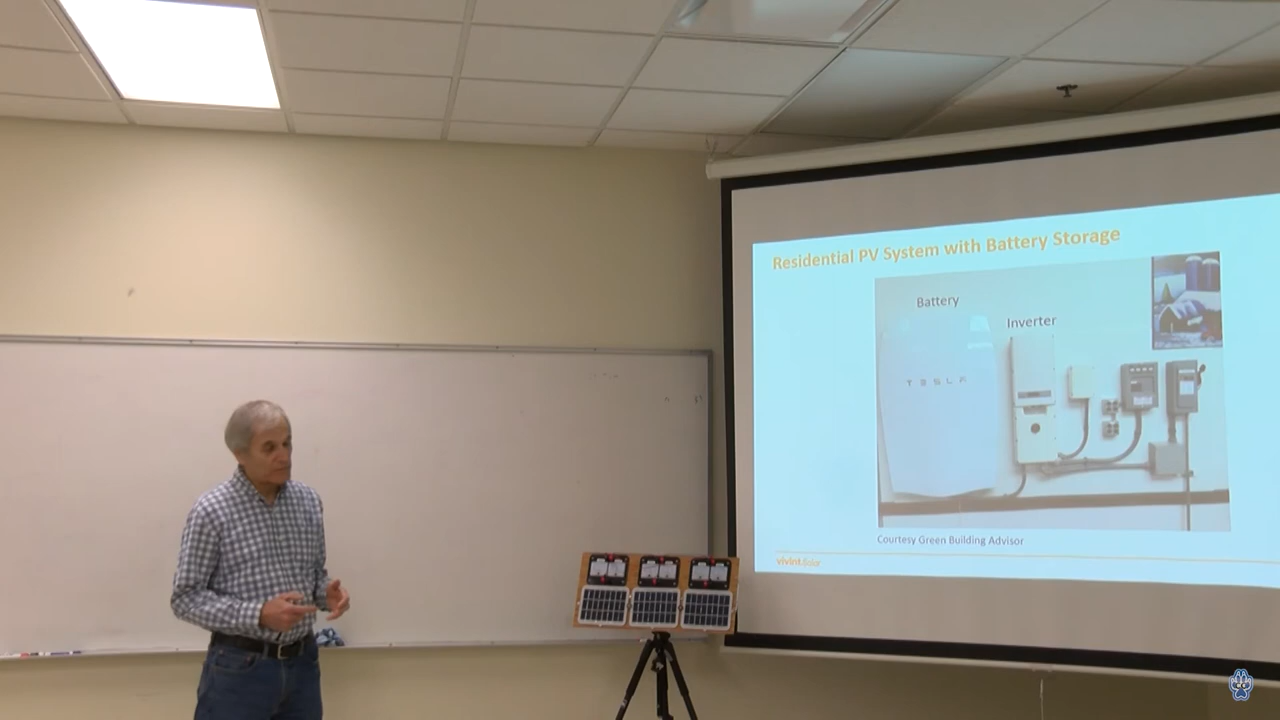 Residential PV System with Battery Storage
Battery
Inverter
TESLA
Courtesy Green Building Advisor
vivint.Solar